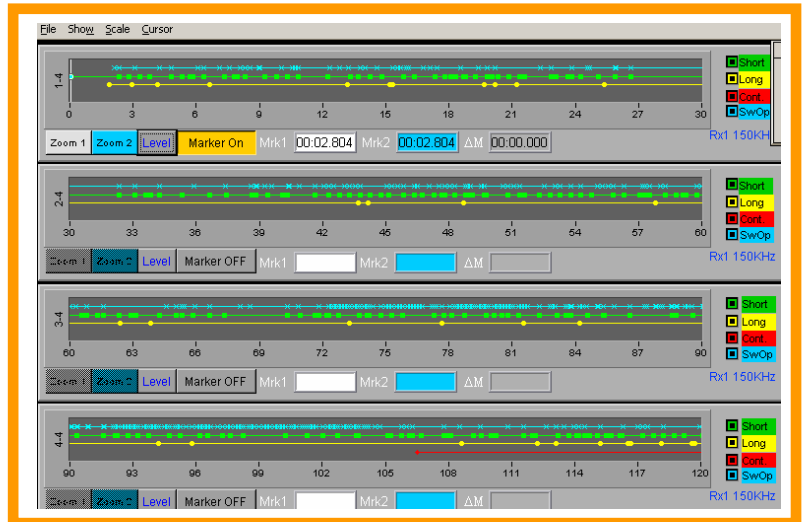 File Show Scale Cursor
1-4
0 3 6 9 12 15 18 21 24 27 30
Short
Long
Cont.
SwOp
Zoom 1 Zoom 2 Level Marker On Mrk1 00:02.804 Mrk2 00:02.804 ΔM 00:00.000
Rx1 150KH
2-4
30 33 36 39 42 45 48 51 54 57 60
Short
Long
Cont.
SwOp
Zoom 1 Zoom 2 Level Marker OFF Mrk1 Mrk2 ΔM
Rx1 150KHz
3-4
60 63 66 69 72 75 78 81 84 87 90
Short
Long
Cont.
SwOp
Zoom 1 Zoom 2 Level Marker OFF Mrk1 Mrk2 ΔM
Rx1 150KHz
4-4
90 93 96 99 102 105 108 111 114 117 120
Short
Long
Cont.
SwOp
Zoom 1 Zoom 2 Level Marker OFF Mrk1 Mrk2 ΔM
Rx1 150KHz